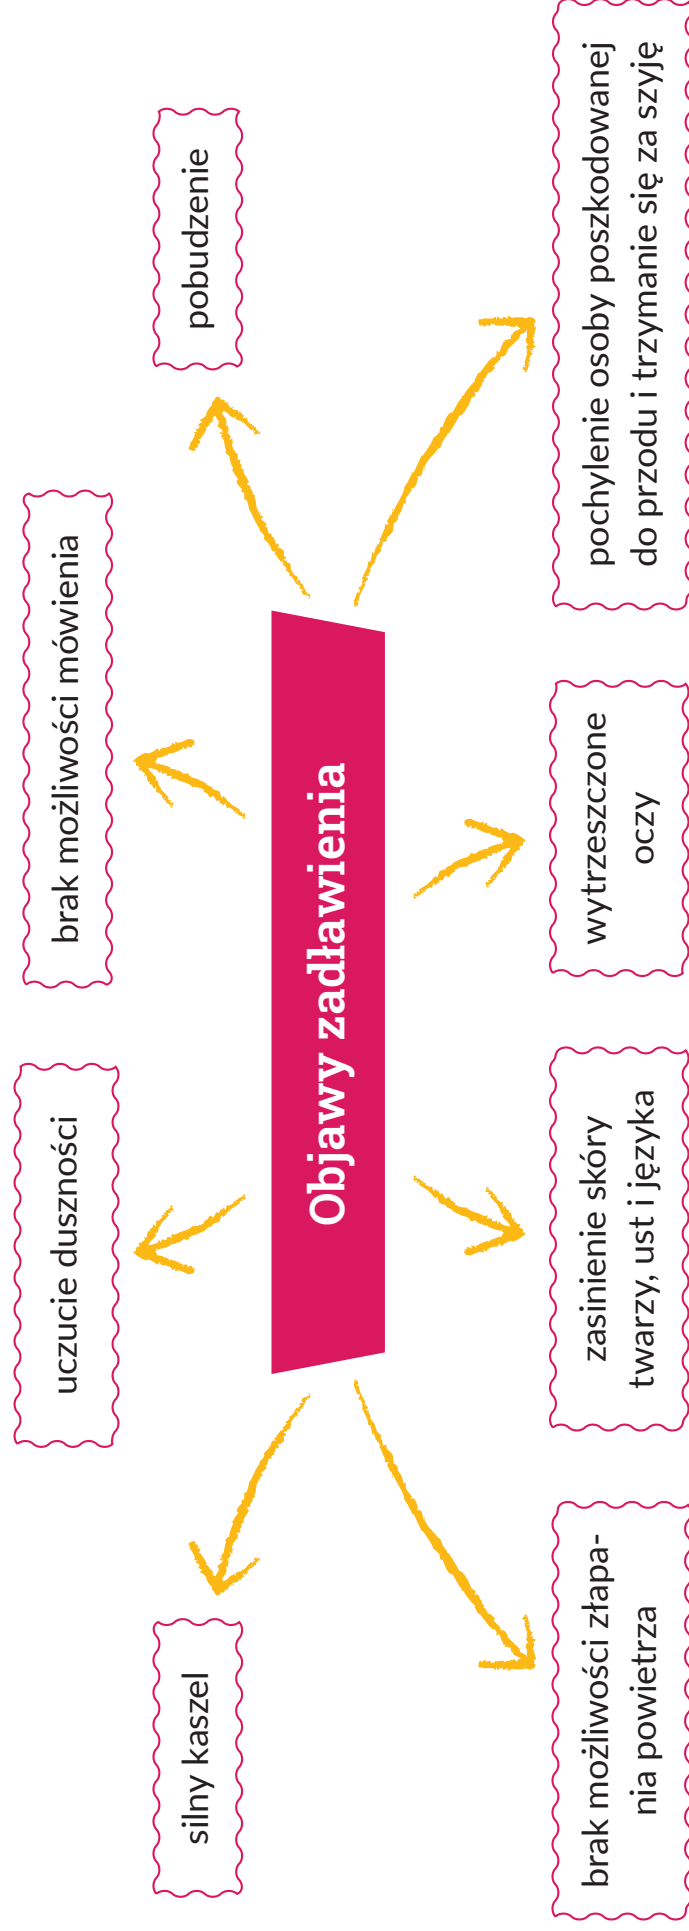 silny kaszel
uczucie duszności
brak możliwości mówienia
pobudzenie
Objawy zadławienia
brak możliwości złapa-
nia powietrza
zasinienie skóry
twarzy, ust i języka
wytrzeszczone
oczy
pochylenie osoby poszkodowanej
do przodu i trzymanie się za szyję